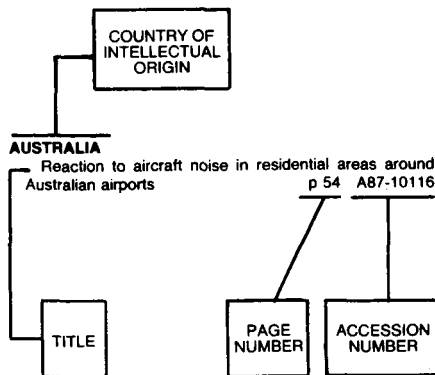 COUNTRY OF
INTELLECTUAL
ORIGIN
AUSTRALIA
Reaction to aircraft noise in residential areas around
Australian airports p 54 A87-10116
TITLE
PAGE
NUMBER
ACCESSION
NUMBER